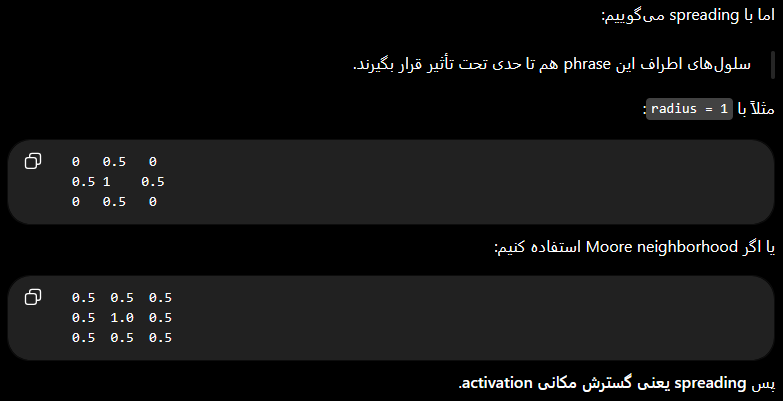 اما با spreading می‌گوییم:
سلول‌های اطراف این phrase هم تا حدی تحت تأثیر قرار بگیرند.
مثلاً با radius = 1:
0   0.5   0
0.5 1    0.5
0   0.5   0
یا اگر Moore neighborhood استفاده کنیم:
0.5  0.5  0.5
0.5  1.0  0.5
0.5  0.5  0.5
پس spreading یعنی گسترش مکانی activation.